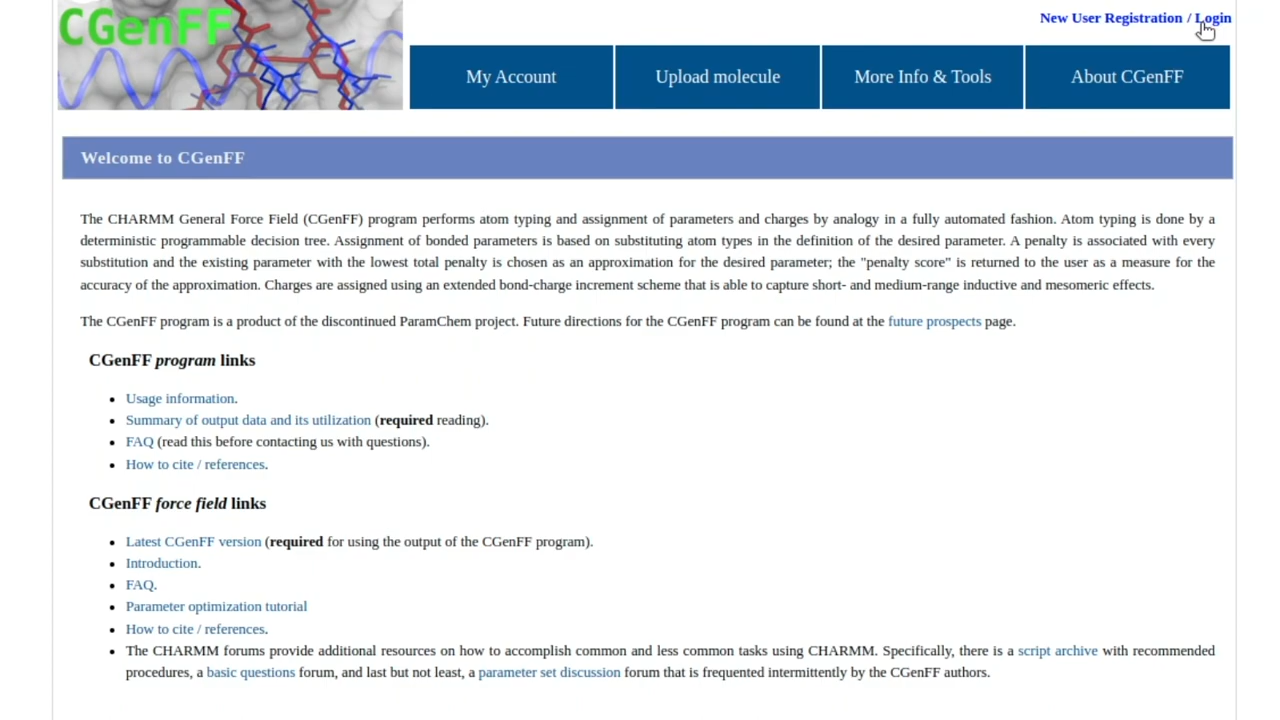 CGenFF
New User Registration / Login
My Account
Upload molecule
More Info & Tools
About CGenFF
Welcome to CGenFF
The CHARMM General Force Field (CGenFF) program performs atom typing and assignment of parameters and charges by analogy in a fully automated fashion. Atom typing is done by a
deterministic programmable decision tree. Assignment of bonded parameters is based on substituting atom types in the definition of the desired parameter. A penalty is associated with every
substitution and the existing parameter with the lowest total penalty is chosen as an approximation for the desired parameter; the "penalty score" is returned to the user as a measure for the
accuracy of the approximation. Charges are assigned using an extended bond-charge increment scheme that is able to capture short- and medium-range inductive and mesomeric effects.
The CGenFF program is a product of the discontinued ParamChem project. Future directions for the CGenFF program can be found at the future prospects page.
CGenFF program links
• Usage information.
• Summary of output data and its utilization (required reading).
• FAQ (read this before contacting us with questions).
• How to cite / references.
CGenFF force field links
• Latest CGenFF version (required for using the output of the CGenFF program).
• Introduction.
• FAQ.
• Parameter optimization tutorial
• How to cite / references.
• The CHARMM forums provide additional resources on how to accomplish common and less common tasks using CHARMM. Specifically, there is a script archive with recommended
procedures, a basic questions forum, and last but not least, a parameter set discussion forum that is frequented intermittently by the CGenFF authors.